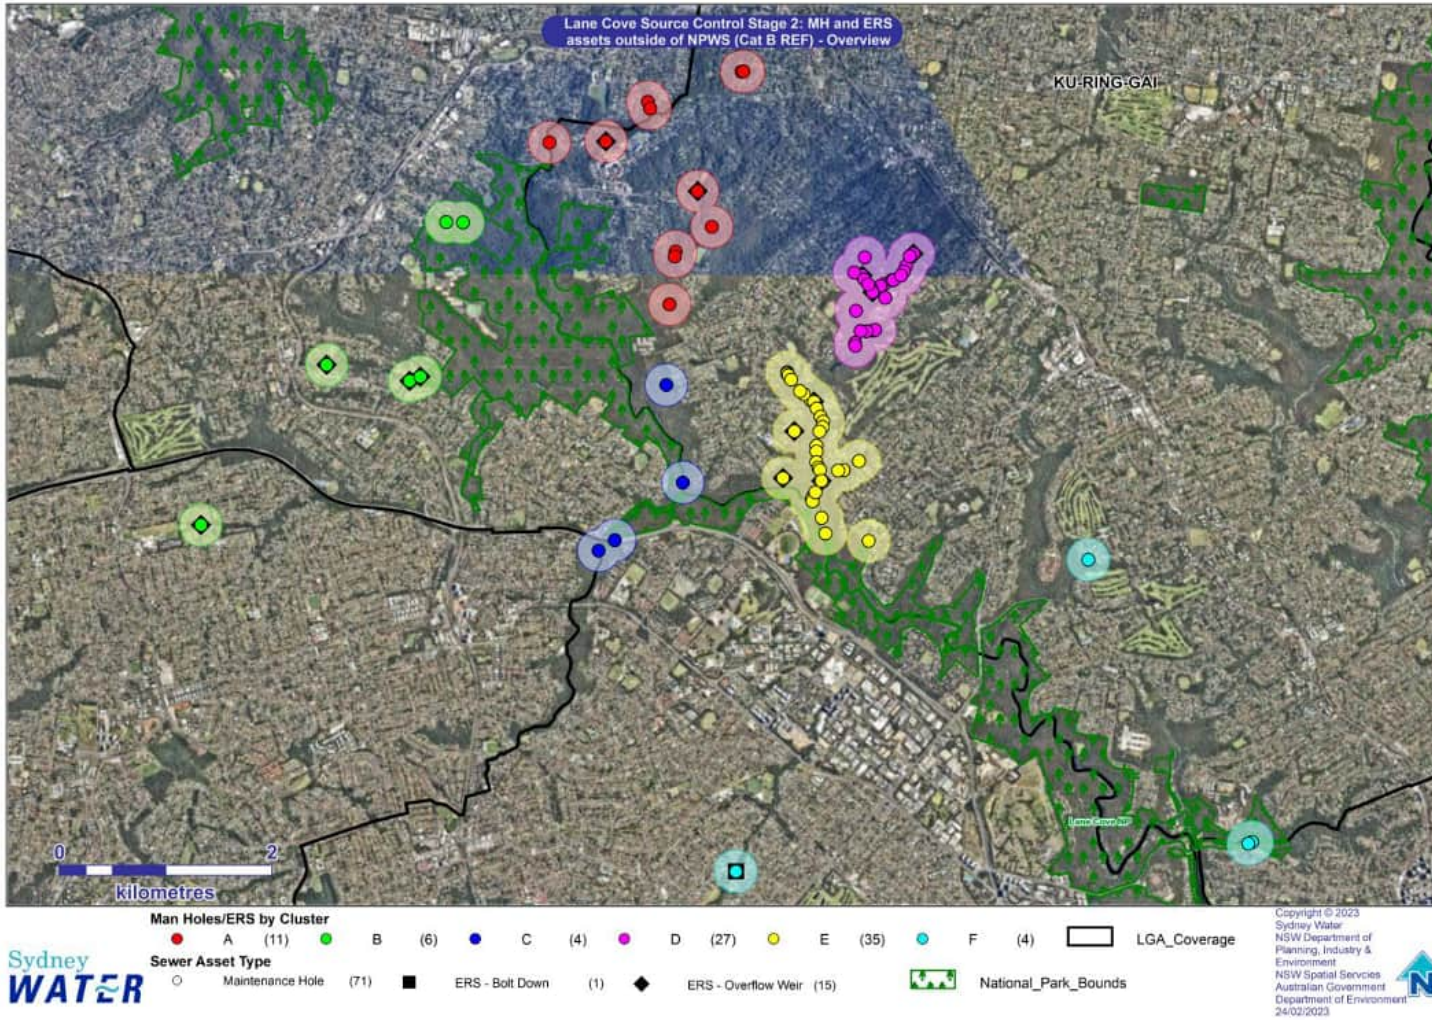 Lane Cove Source Control Stage 2: MH and ERS
assets outside of NPWS (Cat B REF) - Overview
KU-RING-GAI
Lane Cove NP
0 2
kilometres
Man Holes/ERS by Cluster
A (11) B (6) C (4) D (27) E (35) F (4) LGA_Coverage
Sewer Asset Type
Maintenance Hole (71) ERS - Bolt Down (1) ERS - Overflow Weir (15) National_Park_Bounds
Sydney
WATER
Copyright © 2023
Sydney Water
NSW Department of
Planning, Industry &
Environment
NSW Spatial Servcies
Australian Government
Department of Environment
24/02/2023
N